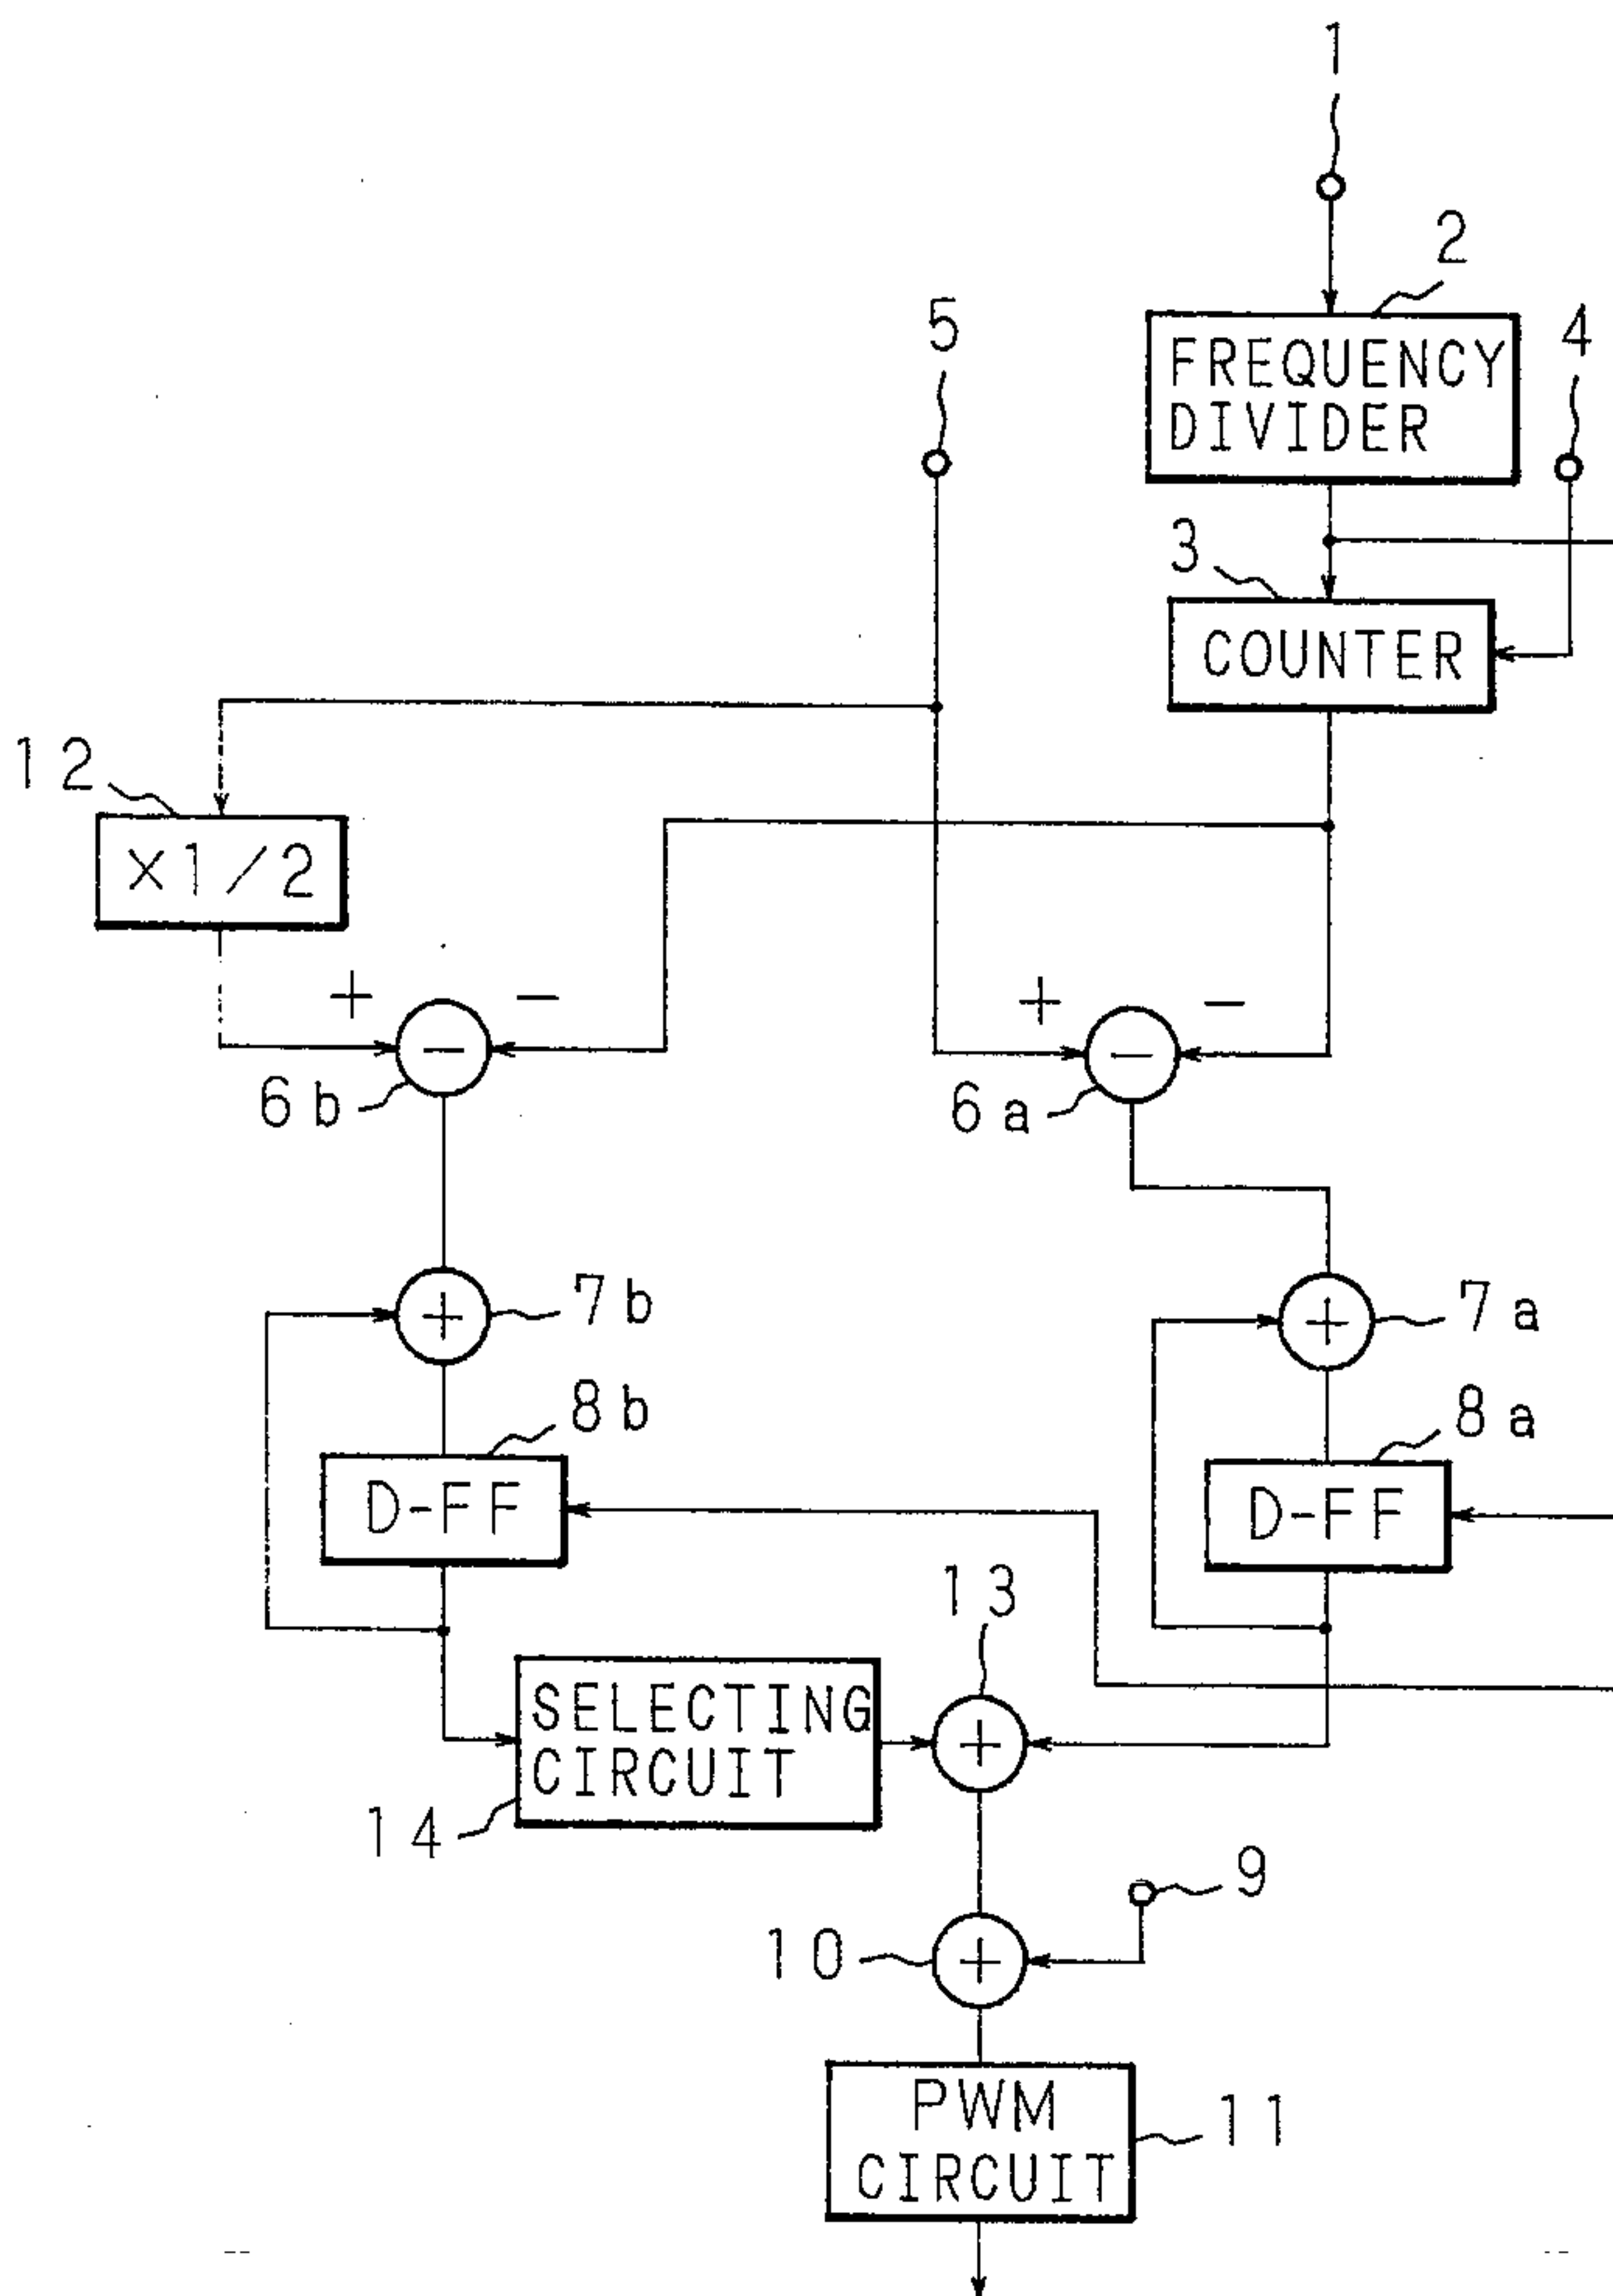 1
2
5
4
FREQUENCY
DIVIDER
3
COUNTER
12
×1/2
+
−
+
−
−
−
6b
6a
+
7b
+
7a
8b
8a
D-FF
D-FF
13
SELECTING
CIRCUIT
+
14
9
10
+
PWM
CIRCUIT
11